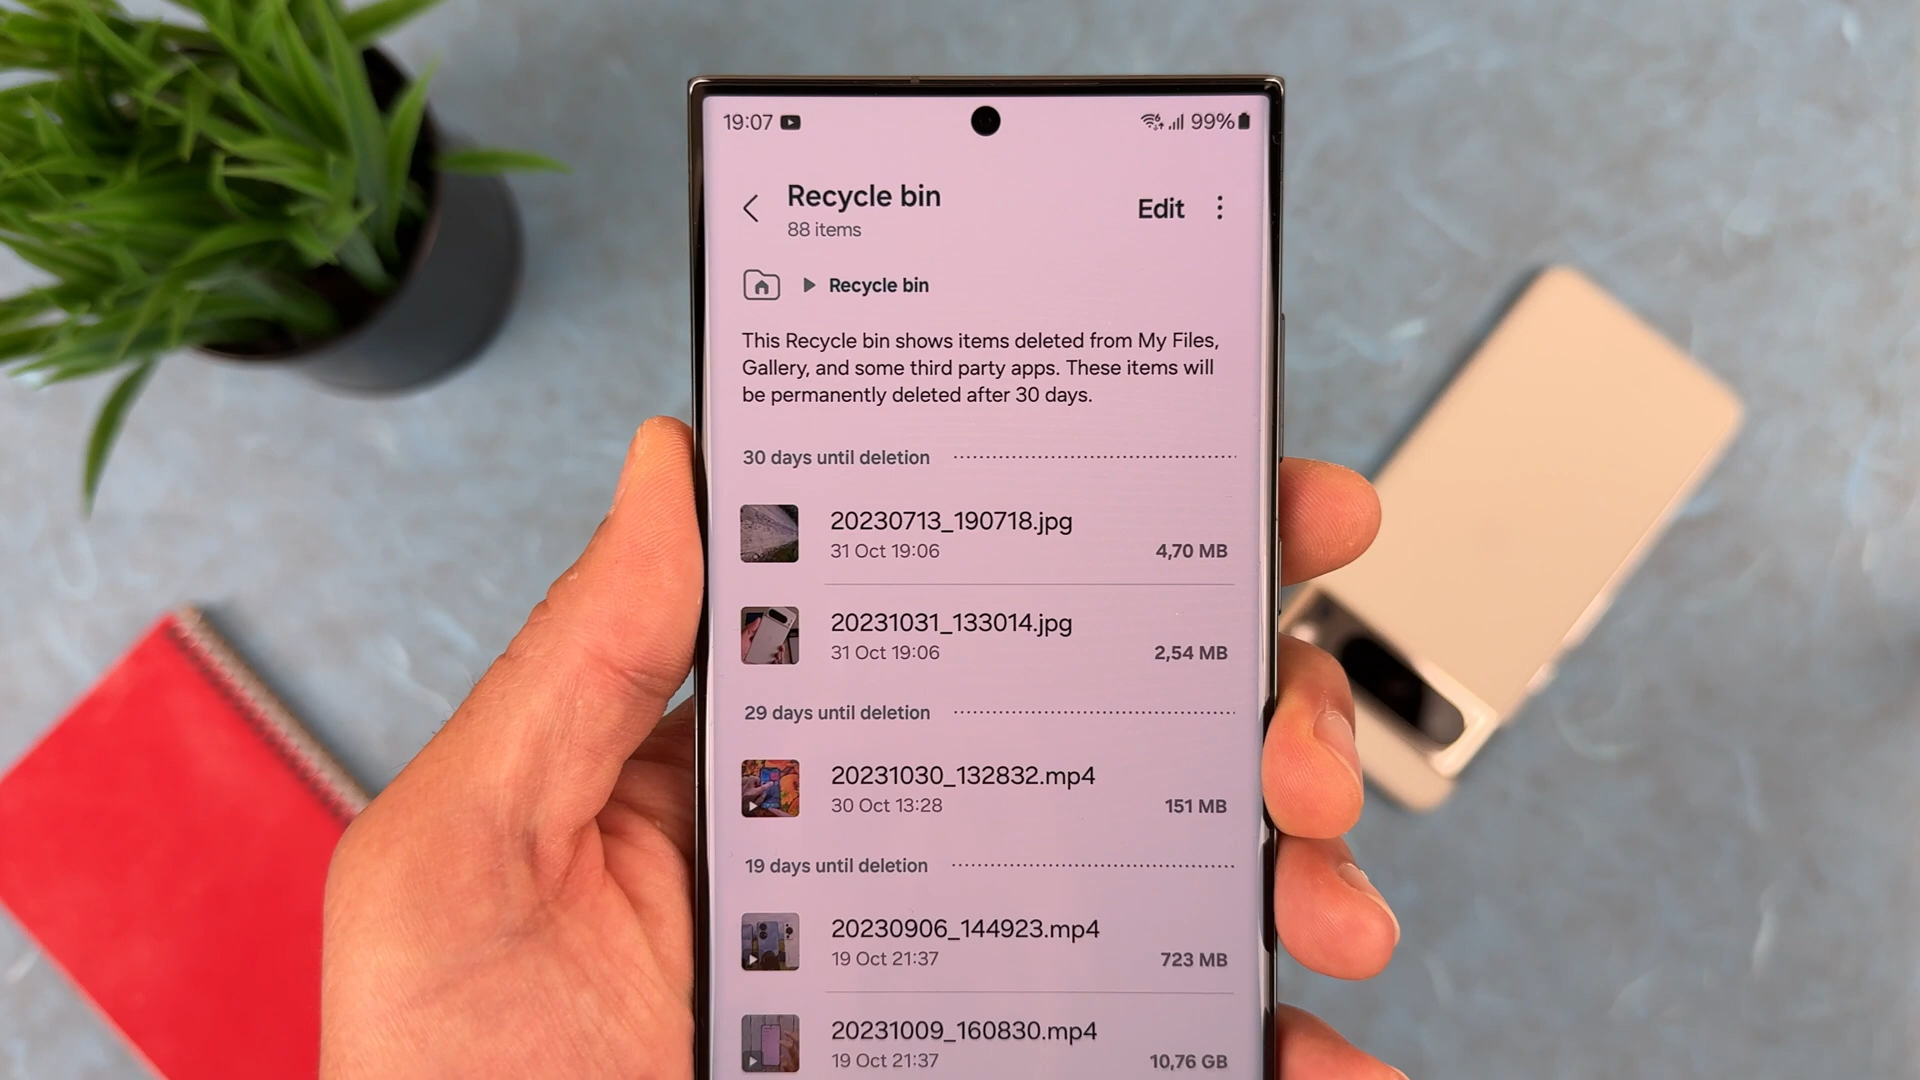 19:07 99%
Recycle bin
88 items
Edit
Recycle bin
This Recycle bin shows items deleted from My Files,
Gallery, and some third party apps. These items will
be permanently deleted after 30 days.
30 days until deletion
20230713_190718.jpg
31 Oct 19:06 4,70 MB
20231031_133014.jpg
31 Oct 19:06 2,54 MB
29 days until deletion
20231030_132832.mp4
30 Oct 13:28 151 MB
19 days until deletion
20230906_144923.mp4
19 Oct 21:37 723 MB
20231009_160830.mp4
19 Oct 21:37 10,76 GB